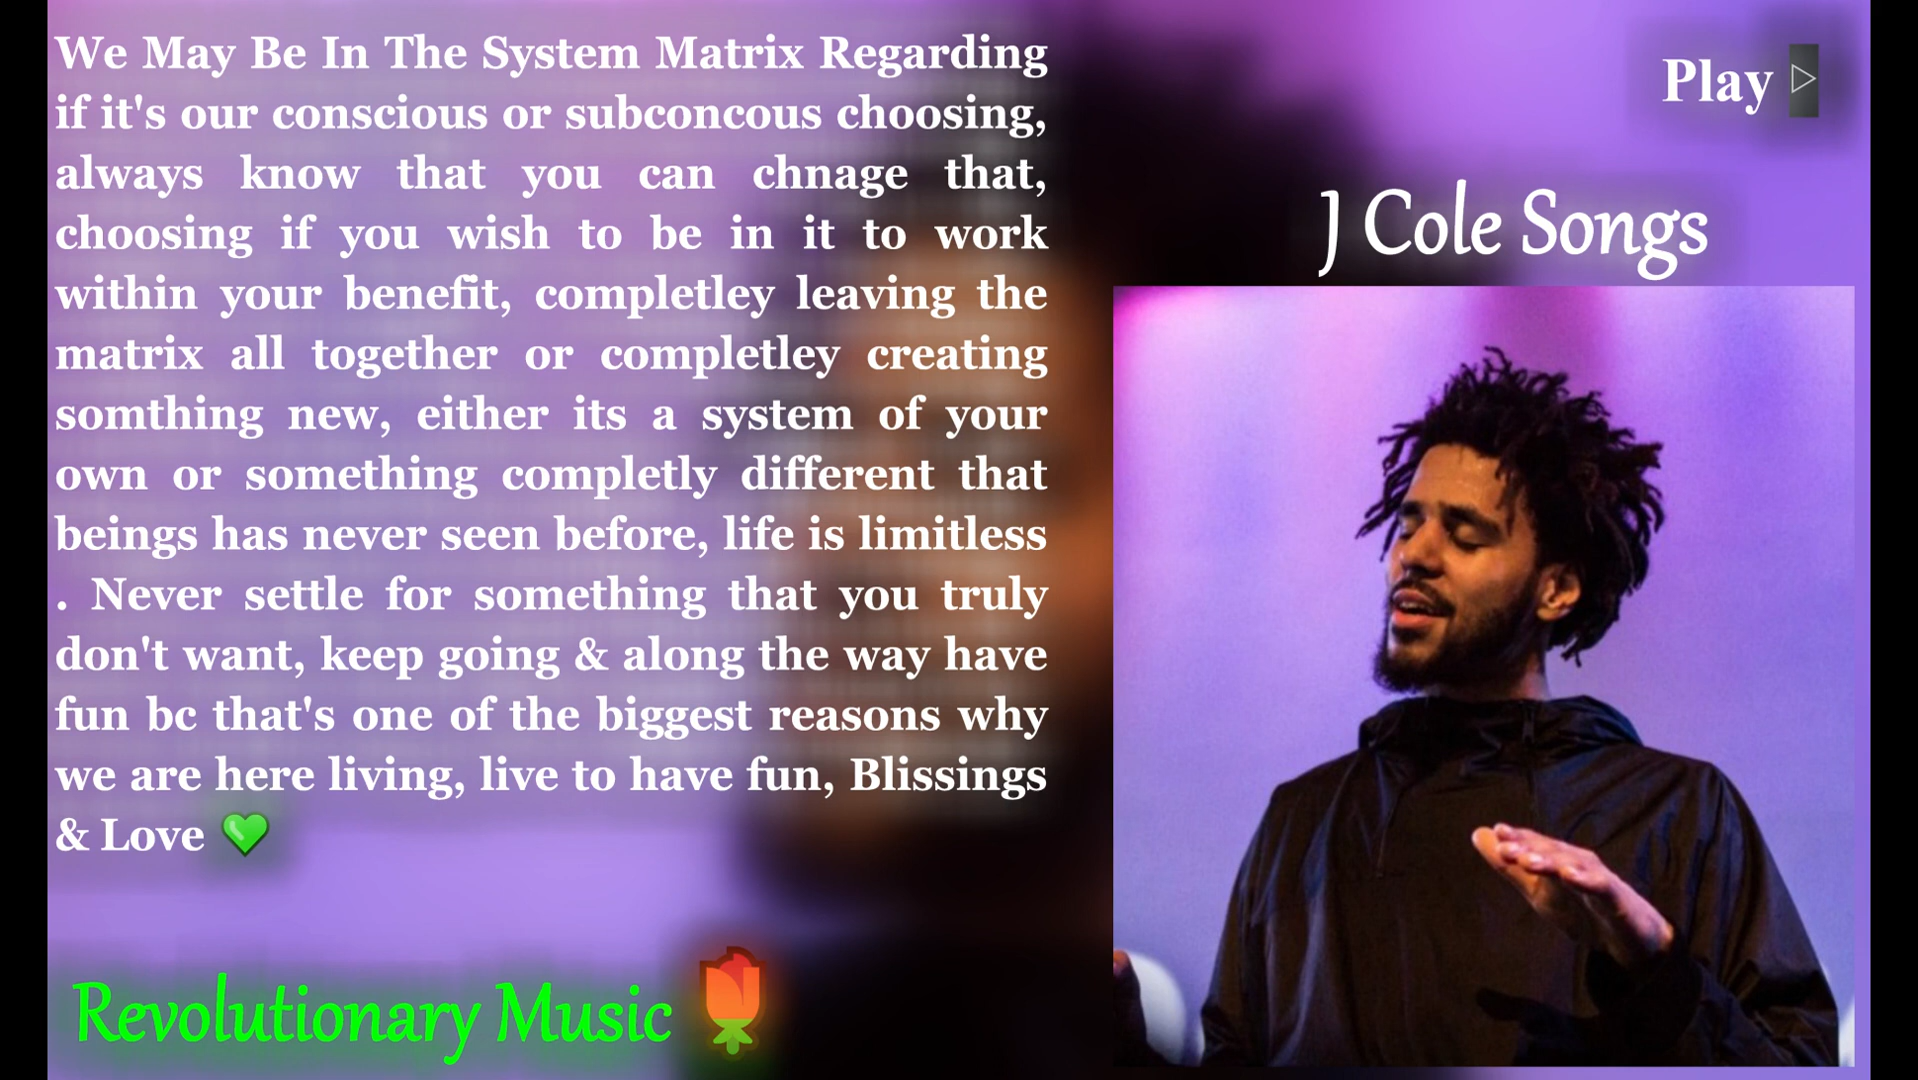 We May Be In The System Matrix Regarding
if it's our conscious or subconcous choosing,
always know that you can chnage that,
choosing if you wish to be in it to work
within your benefit, completley leaving the
matrix all together or completley creating
somthing new, either its a system of your
own or something completly different that
beings has never seen before, life is limitless
. Never settle for something that you truly
don't want, keep going & along the way have
fun bc that's one of the biggest reasons why
we are here living, live to have fun, Blissings
& Love 💚
Revolutionary Music 🌹
Play ▷
J Cole Songs